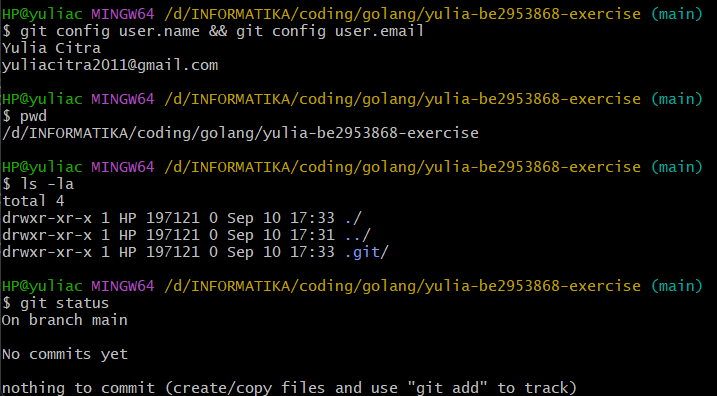 HP@yuliac MINGW64 /d/INFORMATIKA/coding/golang/yulia-be2953868-exercise (main)
$ git config user.name && git config user.email
Yulia Citra
yuliacitra2011@gmail.com

HP@yuliac MINGW64 /d/INFORMATIKA/coding/golang/yulia-be2953868-exercise (main)
$ pwd
/d/INFORMATIKA/coding/golang/yulia-be2953868-exercise

HP@yuliac MINGW64 /d/INFORMATIKA/coding/golang/yulia-be2953868-exercise (main)
$ ls -la
total 4
drwxr-xr-x 1 HP 197121 0 Sep 10 17:33 ./
drwxr-xr-x 1 HP 197121 0 Sep 10 17:31 ../
drwxr-xr-x 1 HP 197121 0 Sep 10 17:33 .git/

HP@yuliac MINGW64 /d/INFORMATIKA/coding/golang/yulia-be2953868-exercise (main)
$ git status
On branch main

No commits yet

nothing to commit (create/copy files and use "git add" to track)